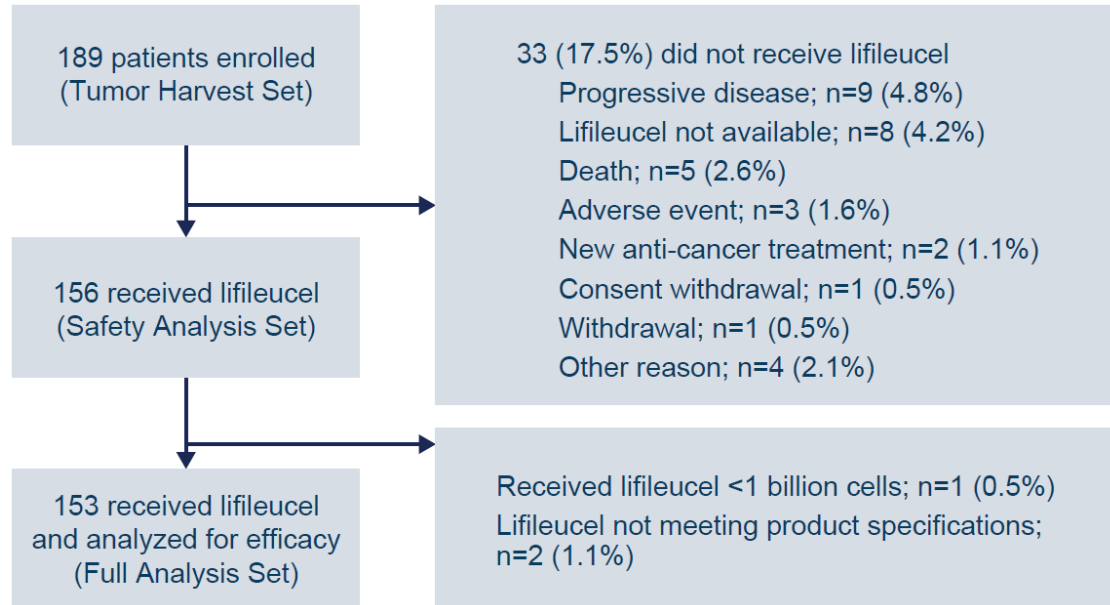 189 patients enrolled
(Tumor Harvest Set)
33 (17.5%) did not receive lifileucel
Progressive disease; n=9 (4.8%)
Lifileucel not available; n=8 (4.2%)
Death; n=5 (2.6%)
Adverse event; n=3 (1.6%)
New anti-cancer treatment; n=2 (1.1%)
Consent withdrawal; n=1 (0.5%)
Withdrawal; n=1 (0.5%)
Other reason; n=4 (2.1%)
156 received lifileucel
(Safety Analysis Set)
Received lifileucel <1 billion cells; n=1 (0.5%)
Lifileucel not meeting product specifications;
n=2 (1.1%)
153 received lifileucel
and analyzed for efficacy
(Full Analysis Set)